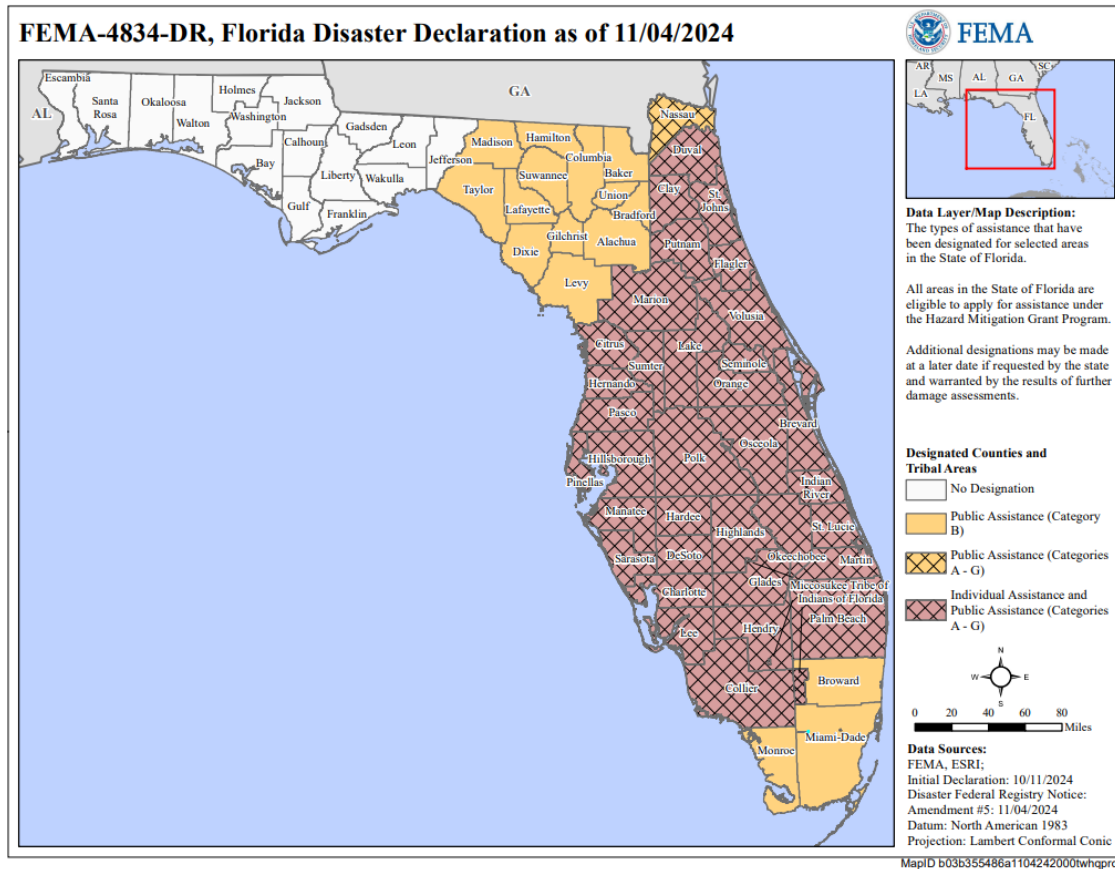 FEMA-4834-DR, Florida Disaster Declaration as of 11/04/2024
FEMA
AR
MS
AL
GA
SC
LA
FL
Escambia
Santa
Rosa
Okaloosa
Walton
Holmes
Washington
Jackson
Bay
Calhoun
Gulf
Liberty
Franklin
Gadsden
Leon
Wakulla
Jefferson
AL
GA
Madison
Hamilton
Taylor
Suwannee
Columbia
Baker
Union
Lafayette
Bradford
Gilchrist
Alachua
Dixie
Levy
Nassau
Duval
Clay
St.
Johns
Putnam
Flagler
Marion
Volusia
Citrus
Sumter
Lake
Seminole
Hernando
Orange
Pasco
Brevard
Osceola
Hillsborough
Polk
Pinellas
Indian
River
Manatee
Hardee
Highlands
St. Lucie
Okeechobee
Sarasota
DeSoto
Martin
Glades
Charlotte
Miccosukee Tribe of
Indians of Florida
Palm Beach
Lee
Hendry
Collier
Broward
Miami-Dade
Monroe
Data Layer/Map Description:
The types of assistance that have
been designated for selected areas
in the State of Florida.
All areas in the State of Florida are
eligible to apply for assistance under
the Hazard Mitigation Grant Program.
Additional designations may be made
at a later date if requested by the state
and warranted by the results of further
damage assessments.
Designated Counties and
Tribal Areas
No Designation
Public Assistance (Category
B)
Public Assistance (Categories
A - G)
Individual Assistance and
Public Assistance (Categories
A - G)
N
W
E
S
0 20 40 60 80
Miles
Data Sources:
FEMA, ESRI;
Initial Declaration: 10/11/2024
Disaster Federal Registry Notice:
Amendment #5: 11/04/2024
Datum: North American 1983
Projection: Lambert Conformal Conic
MapID b03b355486a1104242000twhqpro